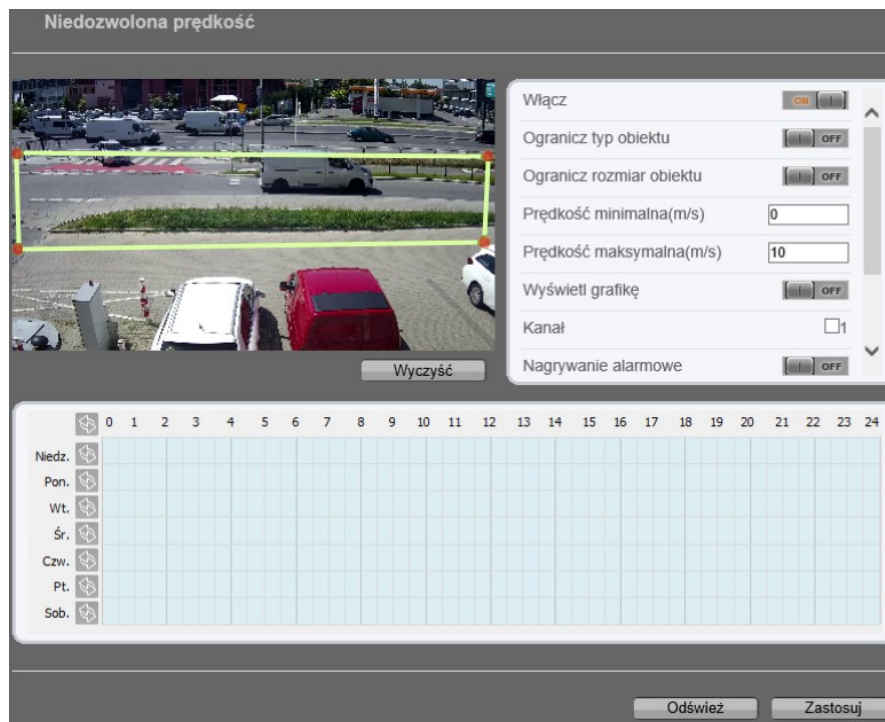 Niedozwolona prędkość
Włącz ON
Ogranicz typ obiektu OFF
Ogranicz rozmiar obiektu OFF
Prędkość minimalna(m/s) 0
Prędkość maksymalna(m/s) 10
Wyświetl grafikę OFF
Kanał 1
Nagrywanie alarmowe OFF
Wyczyść
0 1 2 3 4 5 6 7 8 9 10 11 12 13 14 15 16 17 18 19 20 21 22 23 24
Niedz.
Pon.
Wt.
Śr.
Czw.
Pt.
Sob.
Odśwież Zastosuj